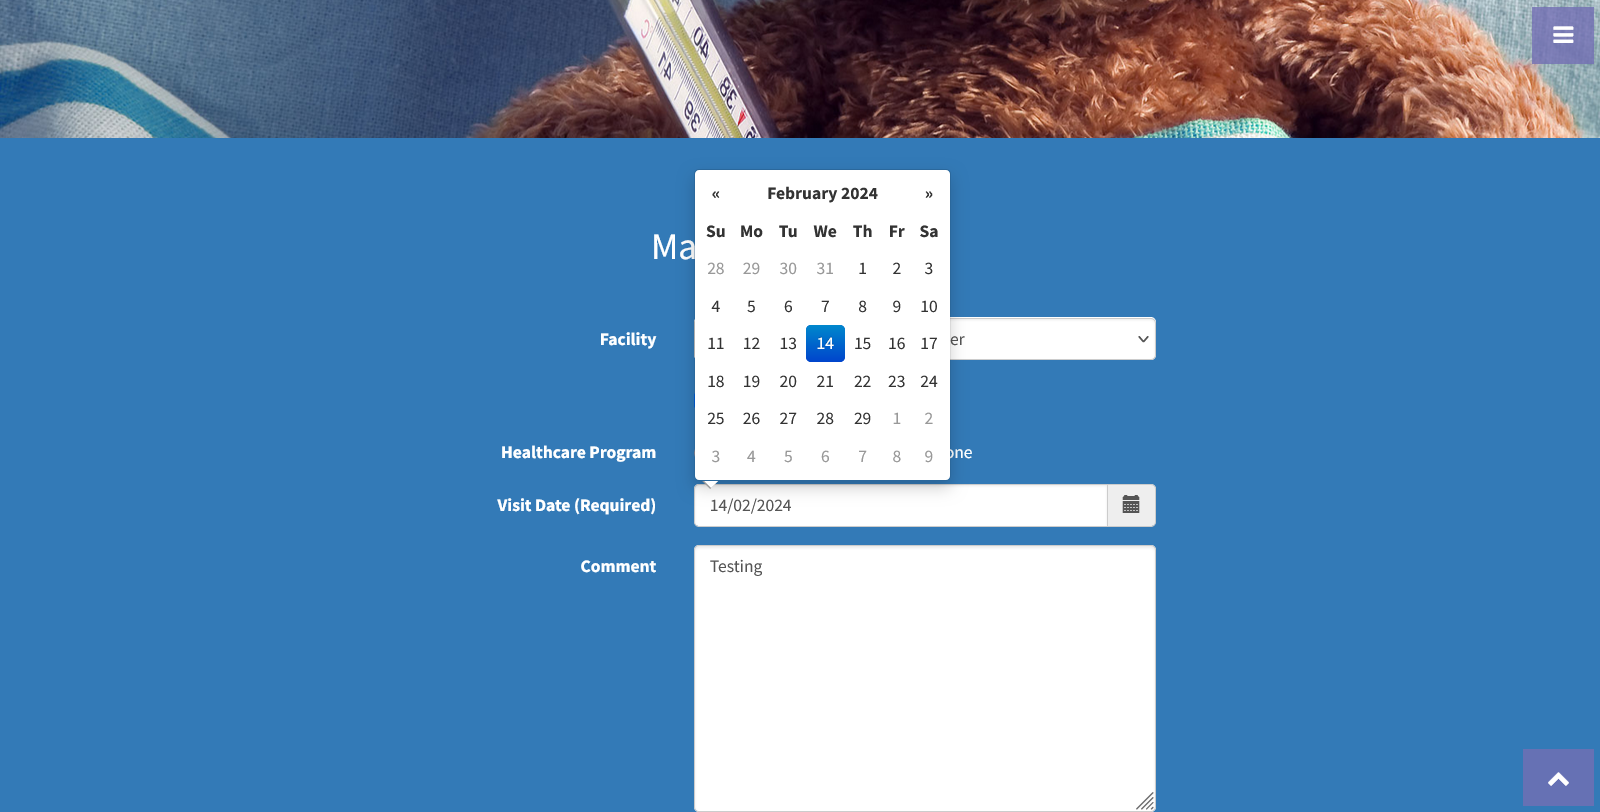 « February 2024 »
Su Mo Tu We Th Fr Sa
28 29 30 31 1 2 3
4 5 6 7 8 9 10
11 12 13 14 15 16 17
18 19 20 21 22 23 24
25 26 27 28 29 1 2
3 4 5 6 7 8 9
Ma
Facility
er
Healthcare Program
one
Visit Date (Required)
14/02/2024
Comment
Testing